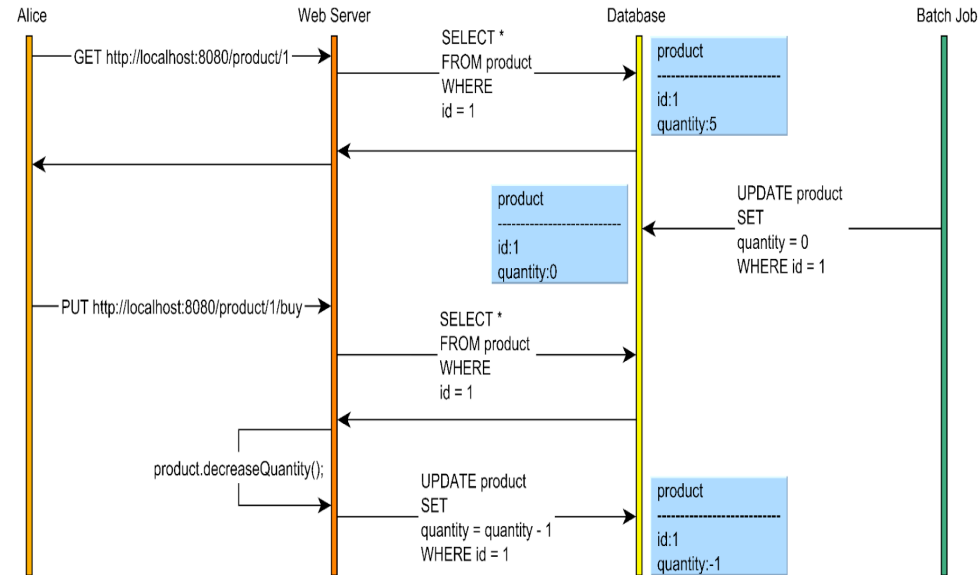 Alice
Web Server
Database
Batch Job
GET http://localhost:8080/product/1
SELECT *
FROM product
WHERE
id = 1
product
----------------------------
id:1
quantity:5
product
----------------------------
id:1
quantity:0
UPDATE product
SET
quantity = 0
WHERE id = 1
PUT http://localhost:8080/product/1/buy
SELECT *
FROM product
WHERE
id = 1
product.decreaseQuantity();
UPDATE product
SET
quantity = quantity - 1
WHERE id = 1
product
----------------------------
id:1
quantity:-1